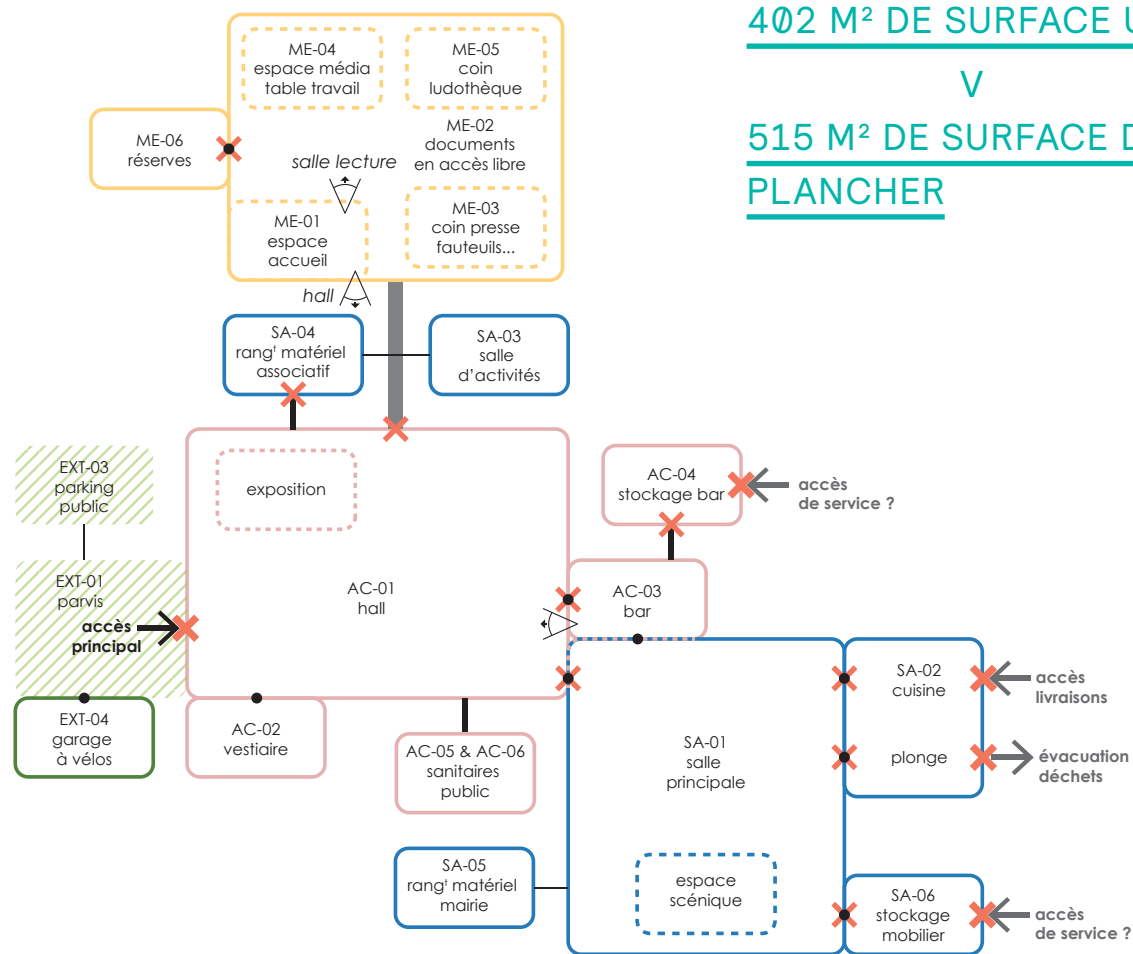 402 M² DE SURFACE
V
515 M² DE SURFACE
PLANCHER
ME-04
espace média
table travail
ME-05
coin
ludothèque
ME-06
réserves
ME-02
documents
en accès libre
salle lecture
ME-01
espace
accueil
ME-03
coin presse
fauteuils...
hall
SA-04
rangᵗ matériel
associatif
SA-03
salle
d'activités
EXT-03
parking
public
exposition
AC-04
stockage bar
accès
de service ?
EXT-01
parvis
accès
principal
AC-01
hall
AC-03
bar
EXT-04
garage
à vélos
AC-02
vestiaire
AC-05 & AC-06
sanitaires
public
SA-01
salle
principale
SA-02
cuisine
accès
livraisons
plonge
évacuation
déchets
SA-05
rangᵗ matériel
mairie
espace
scénique
SA-06
stockage
mobilier
accès
de service ?